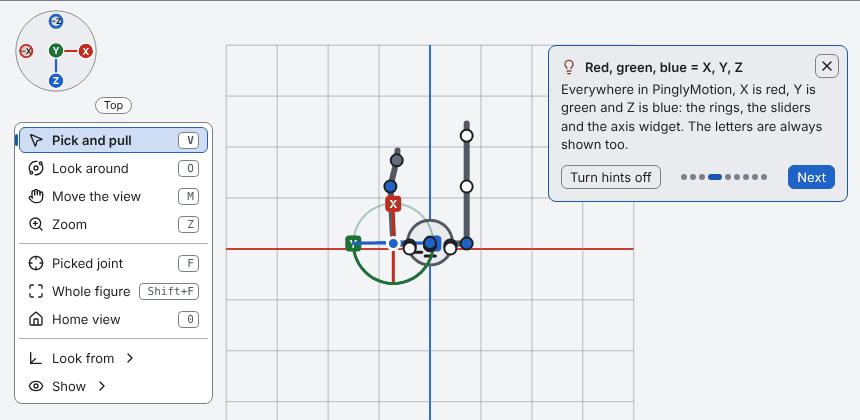 -Z
-X
Y
X
Z
Top
Pick and pull V
Look around O
Move the view M
Zoom Z
Picked joint F
Whole figure Shift+F
Home view 0
Look from
Show
X
Y
Red, green, blue = X, Y, Z
Everywhere in PinglyMotion, X is red, Y is
green and Z is blue: the rings, the sliders
and the axis widget. The letters are always
shown too.
Turn hints off
Next